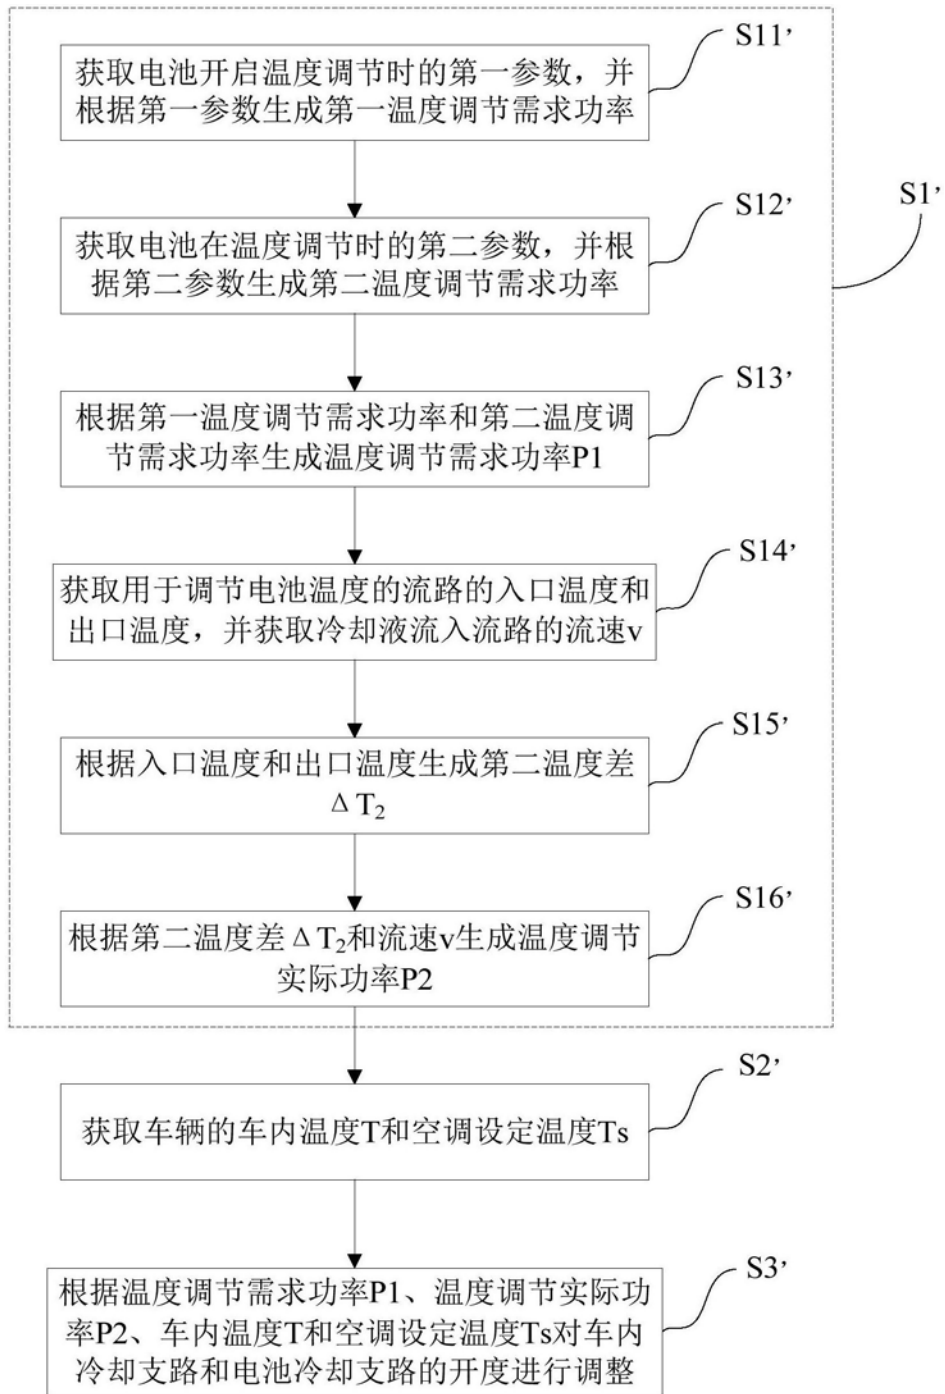 S11’
获取电池开启温度调节时的第一参数，并
根据第一参数生成第一温度调节需求功率
S1’
S12’
获取电池在温度调节时的第二参数，并根
据第二参数生成第二温度调节需求功率
S13’
根据第一温度调节需求功率和第二温度调
节需求功率生成温度调节需求功率P1
S14’
获取用于调节电池温度的流路的入口温度和
出口温度，并获取冷却液流入流路的流速v
S15’
根据入口温度和出口温度生成第二温度差
ΔT₂
S16’
根据第二温度差ΔT₂和流速v生成温度调节
实际功率P2
S2’
获取车辆的车内温度T和空调设定温度Ts
S3’
根据温度调节需求功率P1、温度调节实际功
率P2、车内温度T和空调设定温度Ts对车内
冷却支路和电池冷却支路的开度进行调整